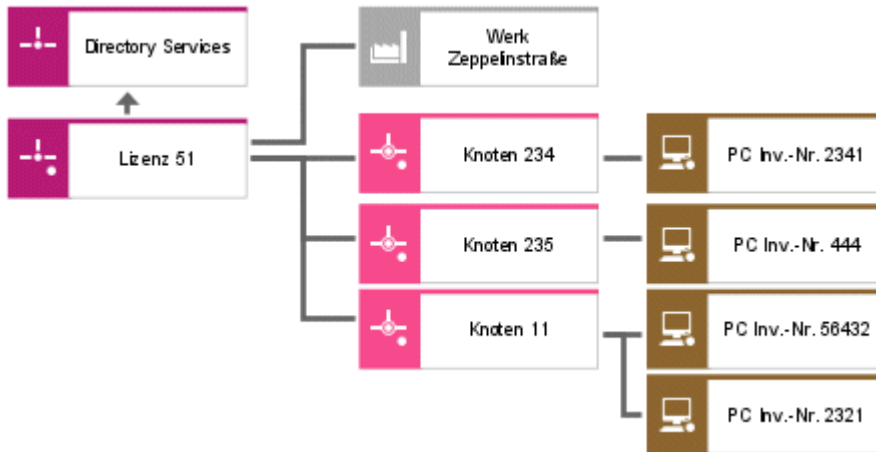 Directory Services
Werk
Zeppelinstraße
Lizenz 51
Knoten 234
PC Inv.-Nr. 2341
Knoten 235
PC Inv.-Nr. 444
Knoten 11
PC Inv.-Nr. 56432
PC Inv.-Nr. 2321